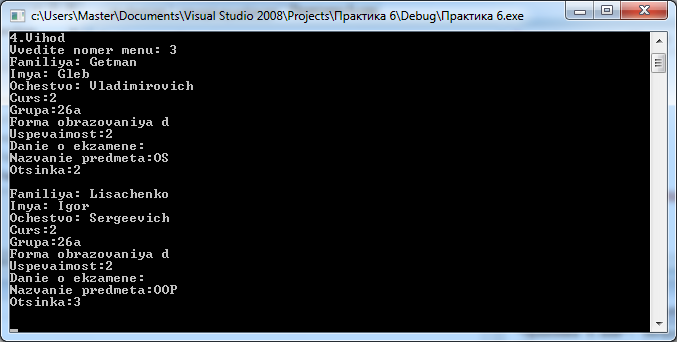 c:\Users\Master\Documents\Visual Studio 2008\Projects\Практика 6\Debug\Практика 6.exe
4.Vihod
Vvedite nomer menu: 3
Familiya: Getman
Imya: Gleb
Ochestvo: Vladimirovich
Curs:2
Grupa:26a
Forma obrazovaniya d
Uspevaimost:2
Danie o ekzamene:
Nazvanie predmeta:OS
Otsinka:2
Familiya: Lisachenko
Imya: Igor
Ochestvo: Sergeevich
Curs:2
Grupa:26a
Forma obrazovaniya d
Uspevaimost:2
Danie o ekzamene:
Nazvanie predmeta:OOP
Otsinka:3